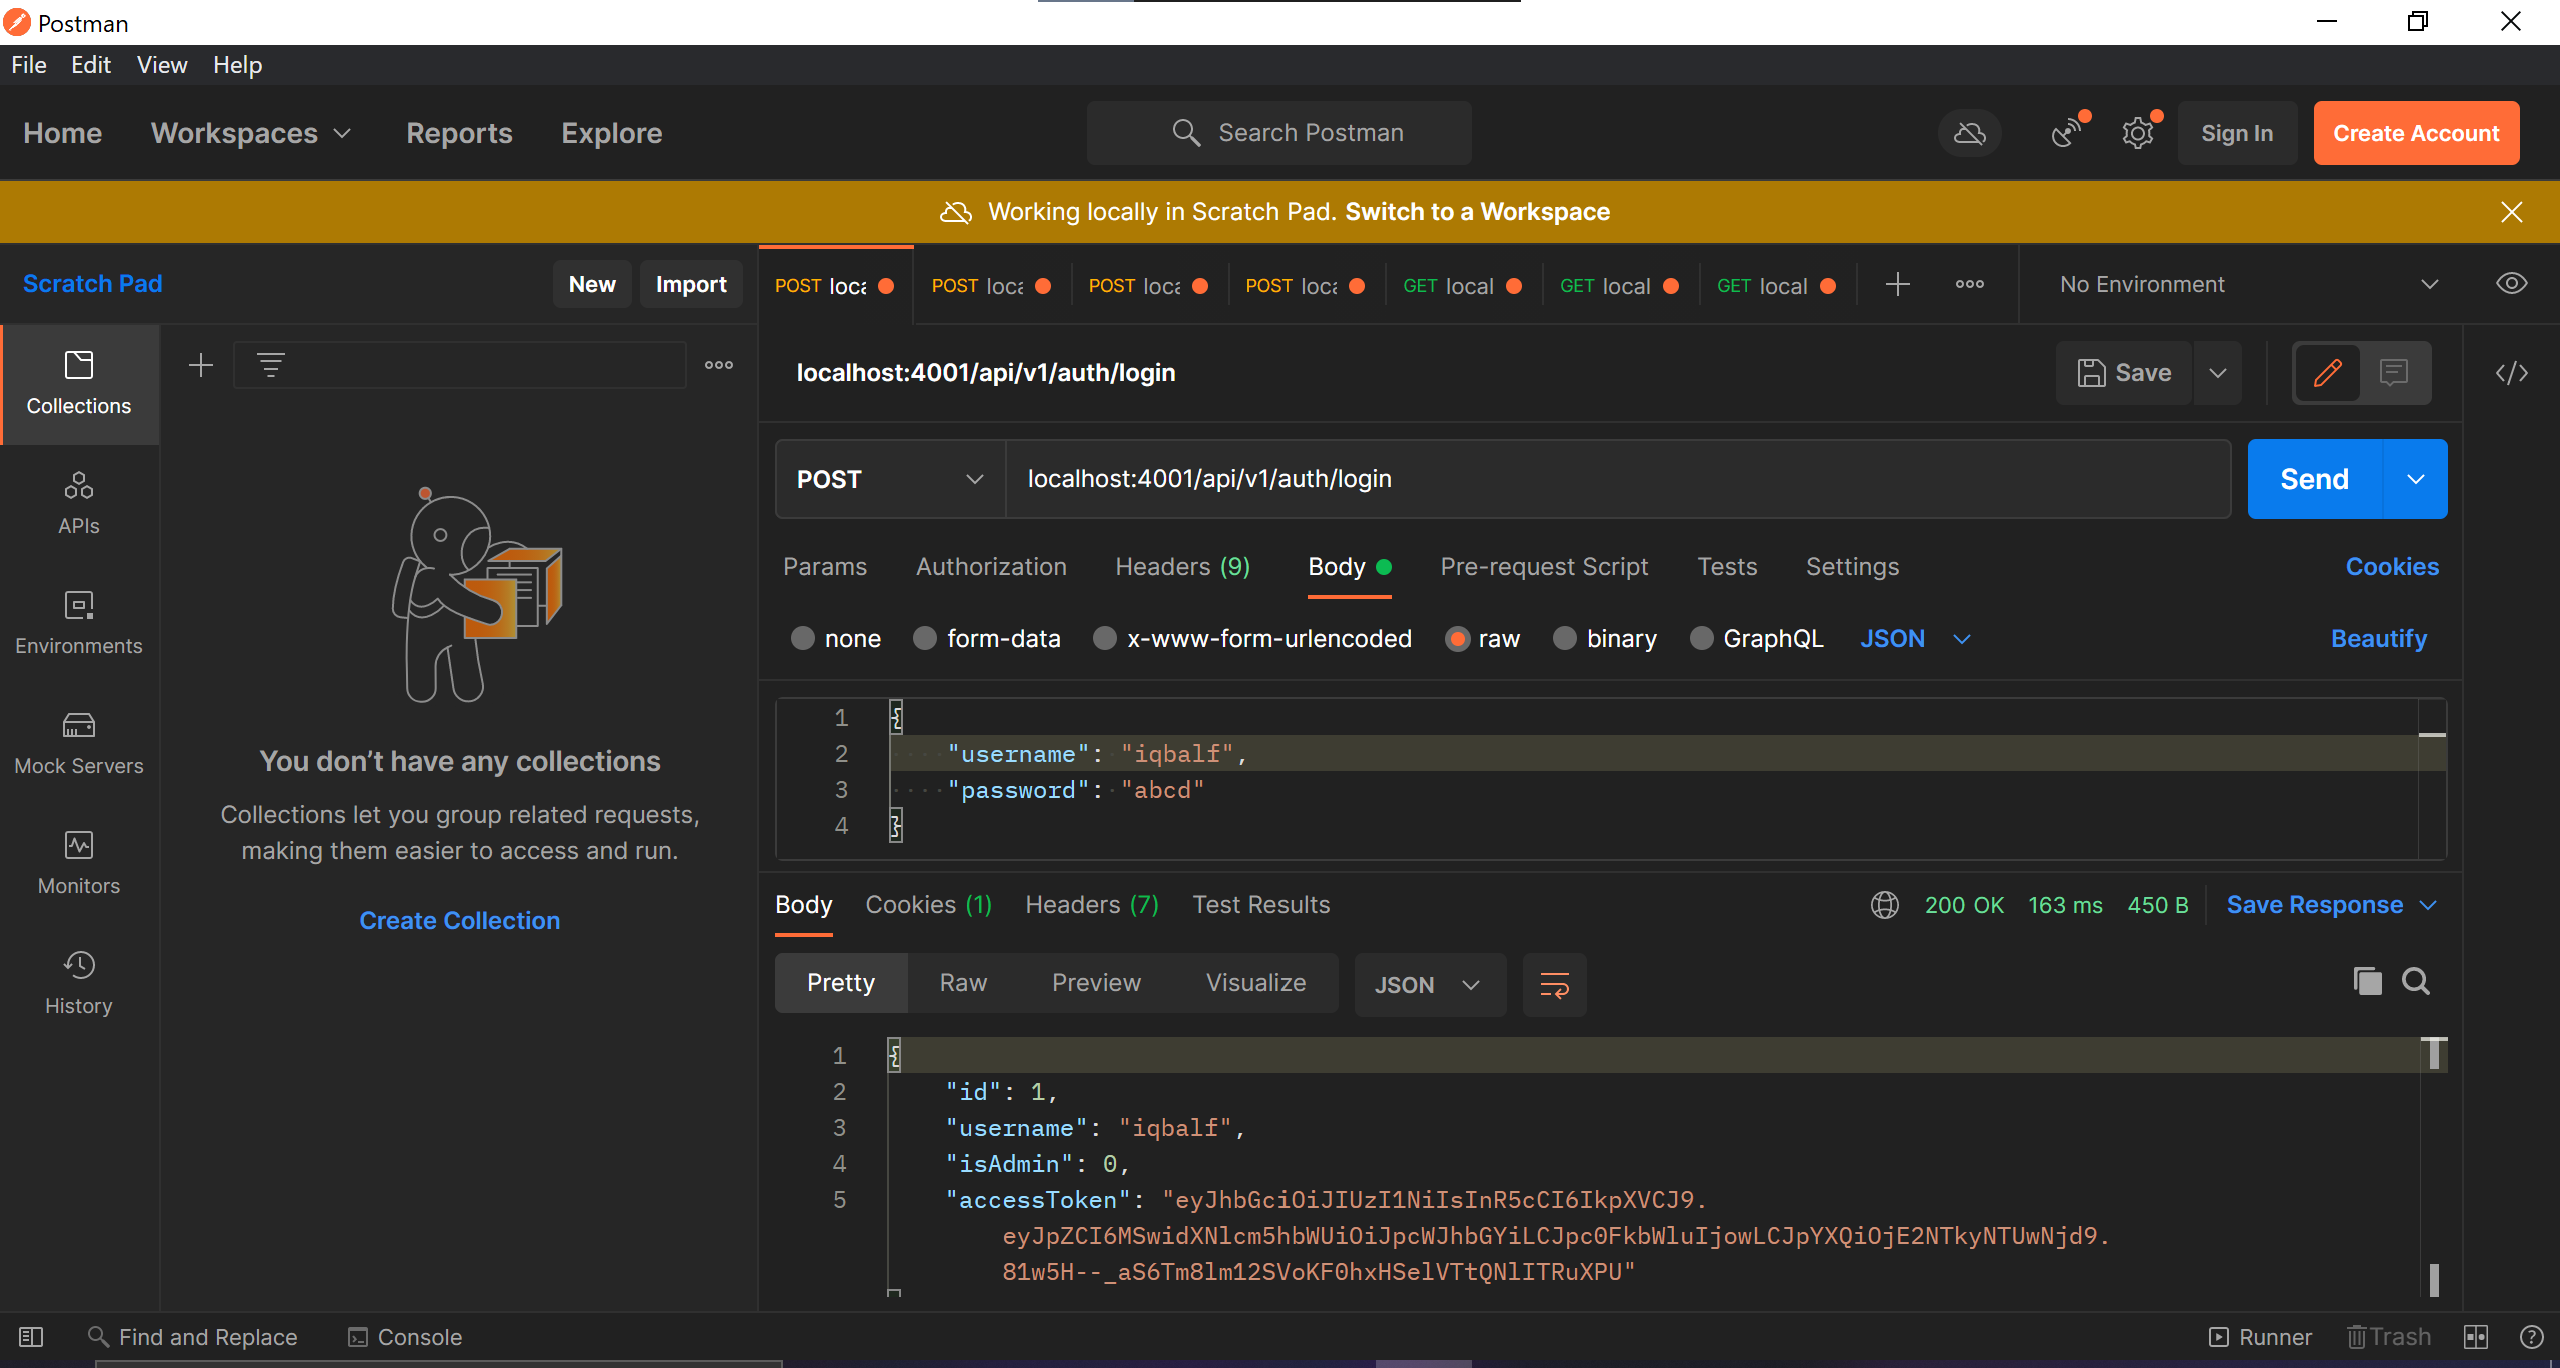 Postman
File Edit View Help
Home Workspaces Reports Explore Search Postman Sign In Create Account
Working locally in Scratch Pad. Switch to a Workspace
Scratch Pad New Import
POST loca POST loca POST loca POST loca GET local GET local GET local No Environment
Collections
APIs
Environments
Mock Servers
Monitors
History
You don’t have any collections
Collections let you group related requests,
making them easier to access and run.
Create Collection
localhost:4001/api/v1/auth/login Save
POST localhost:4001/api/v1/auth/login Send
Params Authorization Headers (9) Body Pre-request Script Tests Settings Cookies
none form-data x-www-form-urlencoded raw binary GraphQL JSON Beautify
1 {
2 "username": "iqbalf",
3 "password": "abcd"
4 }
Body Cookies (1) Headers (7) Test Results 200 OK 163 ms 450 B Save Response
Pretty Raw Preview Visualize JSON
1 {
2 "id": 1,
3 "username": "iqbalf",
4 "isAdmin": 0,
5 "accessToken": "eyJhbGciOiJIUzI1NiIsInR5cCI6IkpXVCJ9.
eyJpZCI6MSwidXNlcm5hbWUiOiJpcWJhbGYiLCJpc0FkbWluIjowLCJpYXQiOjE2NTkyNTUwNjd9.
81w5H--_aS6Tm8lm12SVoKF0hxHSelVTtQNlITRuXPU"
Find and Replace Console Runner Trash